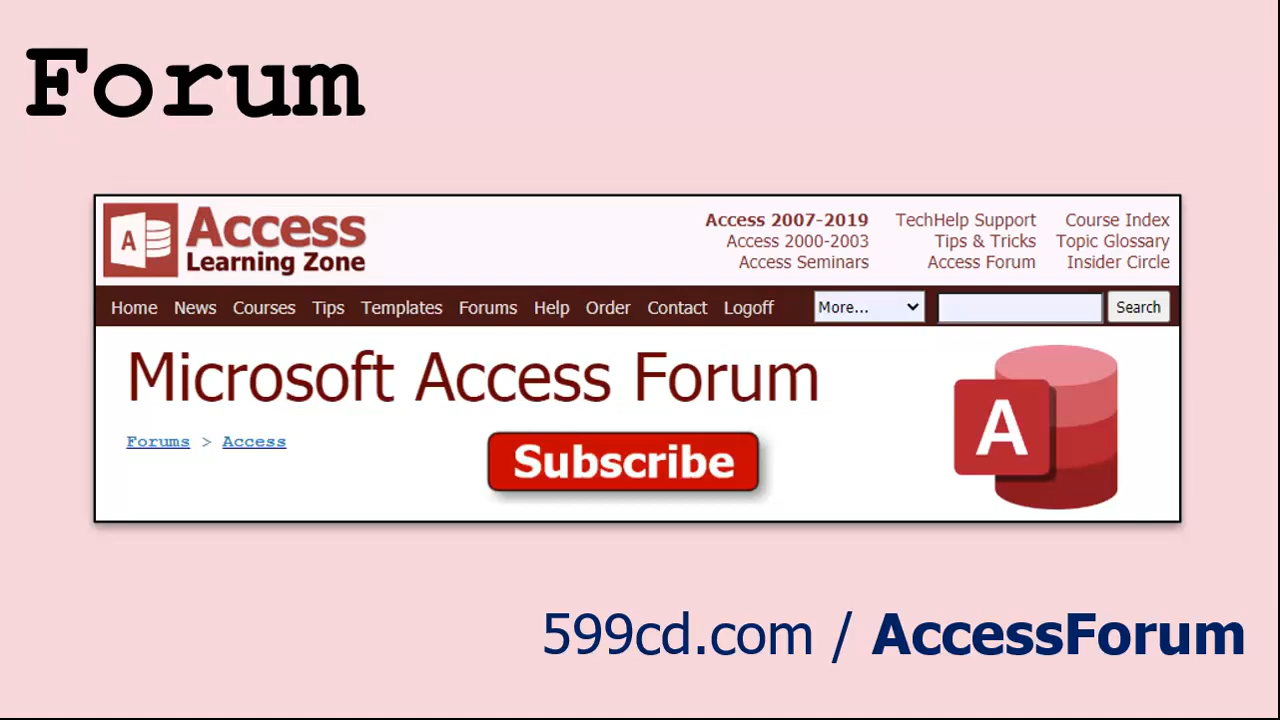 Forum
Access
Learning Zone
Access 2007-2019 TechHelp Support Course Index
Access 2000-2003 Tips & Tricks Topic Glossary
Access Seminars Access Forum Insider Circle
Home News Courses Tips Templates Forums Help Order Contact Logoff More... Search
Microsoft Access Forum
Forums > Access
Subscribe
A
A
599cd.com / AccessForum